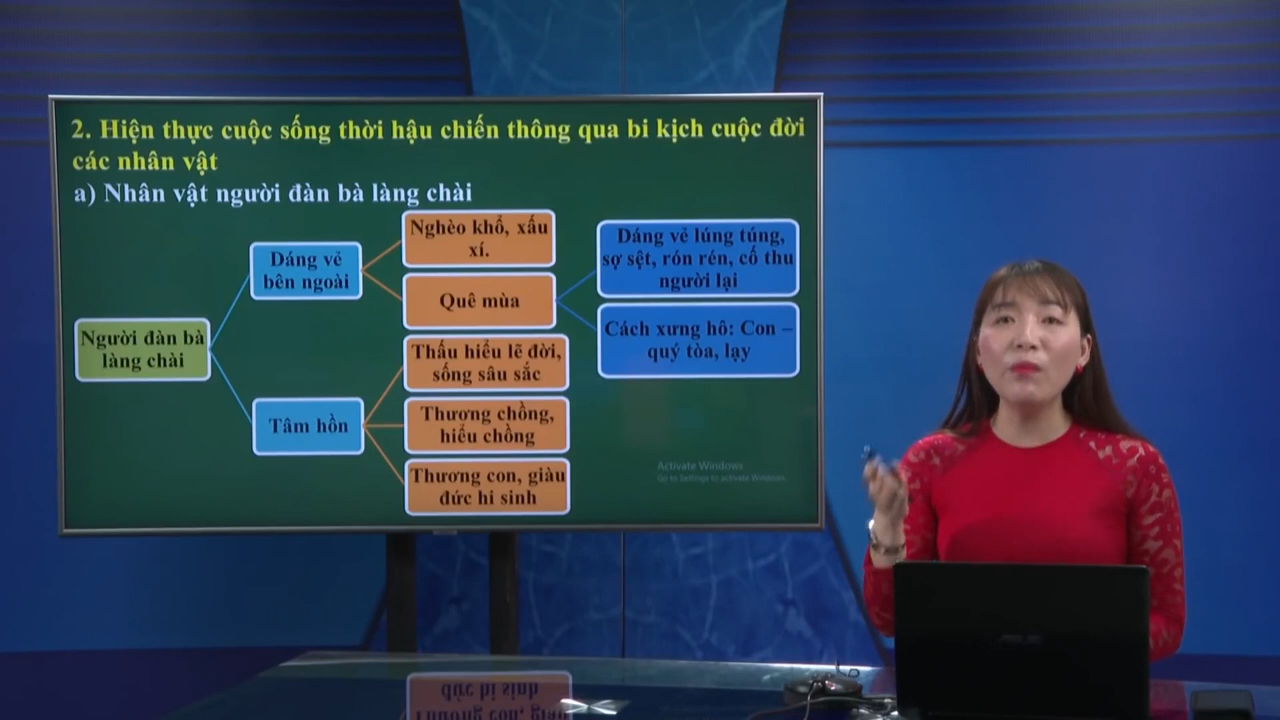 2. Hiện thực cuộc sống thời hậu chiến thông qua bi kịch cuộc đời
các nhân vật
a) Nhân vật người đàn bà làng chài
Người đàn bà
làng chài
Dáng vẻ
bên ngoài
Nghèo khổ, xấu
xí.
Quê mùa
Dáng vẻ lúng túng,
sợ sệt, rón rén, cố thu
người lại
Cách xưng hô: Con –
quý tòa, lạy
Tâm hồn
Thấu hiểu lẽ đời,
sống sâu sắc
Thương chồng,
hiểu chồng
Thương con, giàu
đức hi sinh
Activate Windows
Go to Settings to activate Windows.